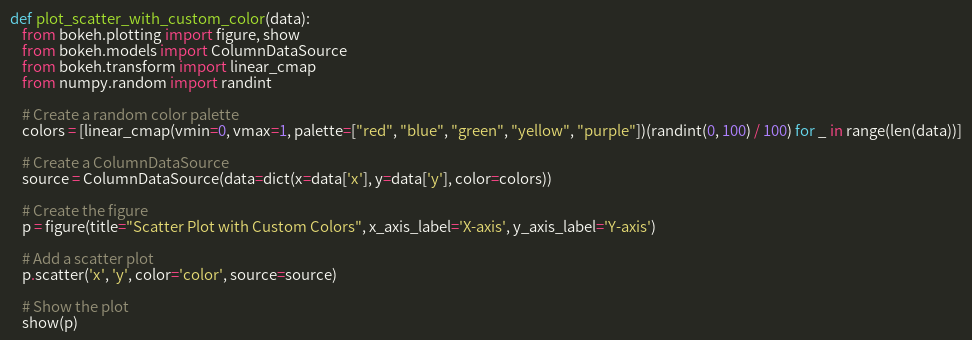 def plot_scatter_with_custom_color(data):
    from bokeh.plotting import figure, show
    from bokeh.models import ColumnDataSource
    from bokeh.transform import linear_cmap
    from numpy.random import randint

    # Create a random color palette
    colors = [linear_cmap(vmin=0, vmax=1, palette=["red", "blue", "green", "yellow", "purple"])(randint(0, 100) / 100) for _ in range(len(data))]

    # Create a ColumnDataSource
    source = ColumnDataSource(data=dict(x=data['x'], y=data['y'], color=colors))

    # Create the figure
    p = figure(title="Scatter Plot with Custom Colors", x_axis_label='X-axis', y_axis_label='Y-axis')

    # Add a scatter plot
    p.scatter('x', 'y', color='color', source=source)

    # Show the plot
    show(p)